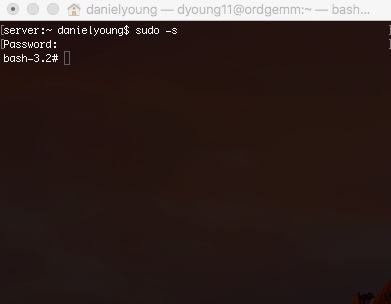 danielyoung — dyoung11@ordgemm:~ — bash...
[server:~ danielyoung$ sudo -s
[Password:
bash-3.2#